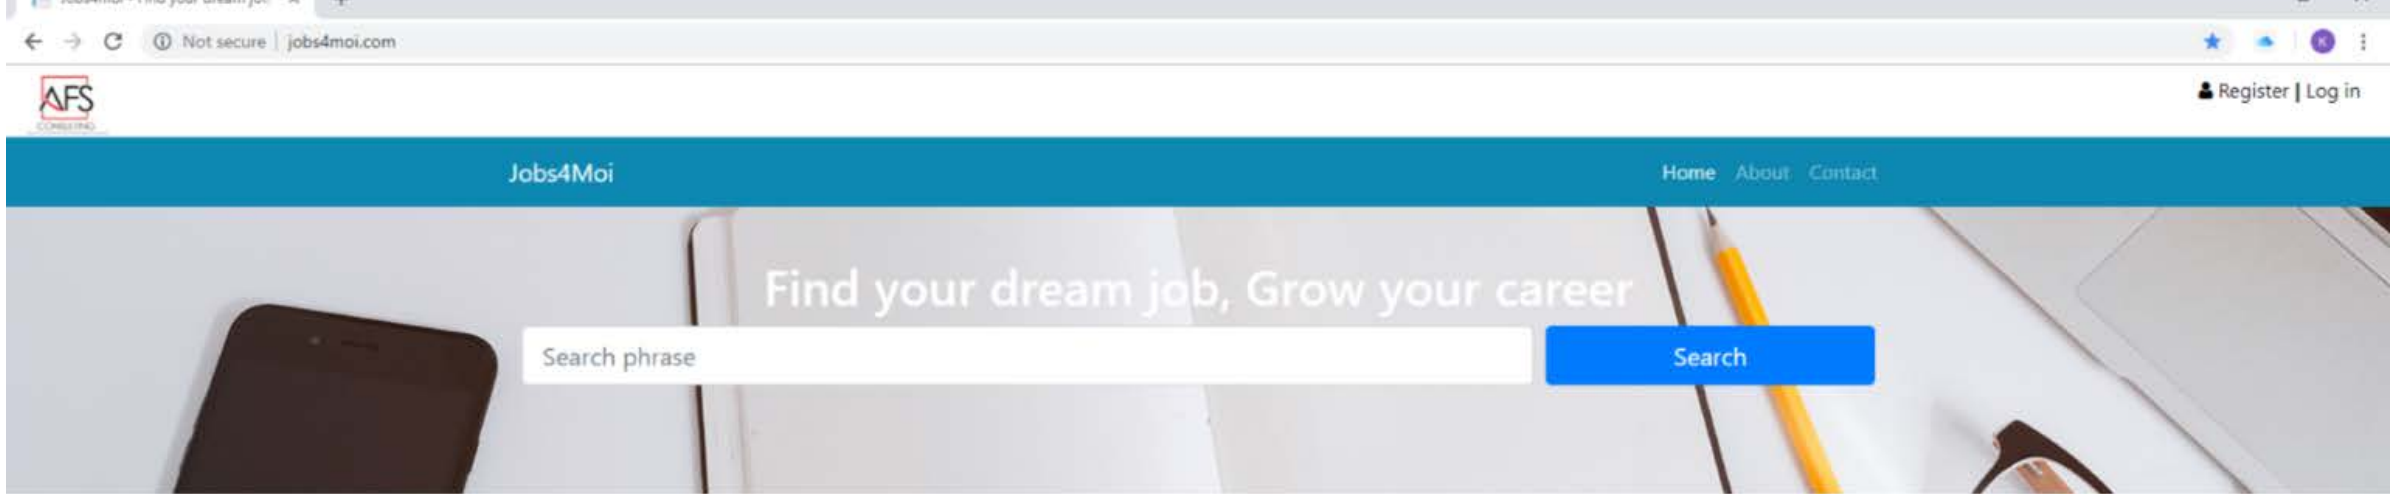 Not secure | jobs4moi.com
K
AFS
CONSULTING
Register | Log in
Jobs4Moi
Home About Contact
Find your dream job, Grow your career
Search phrase
Search